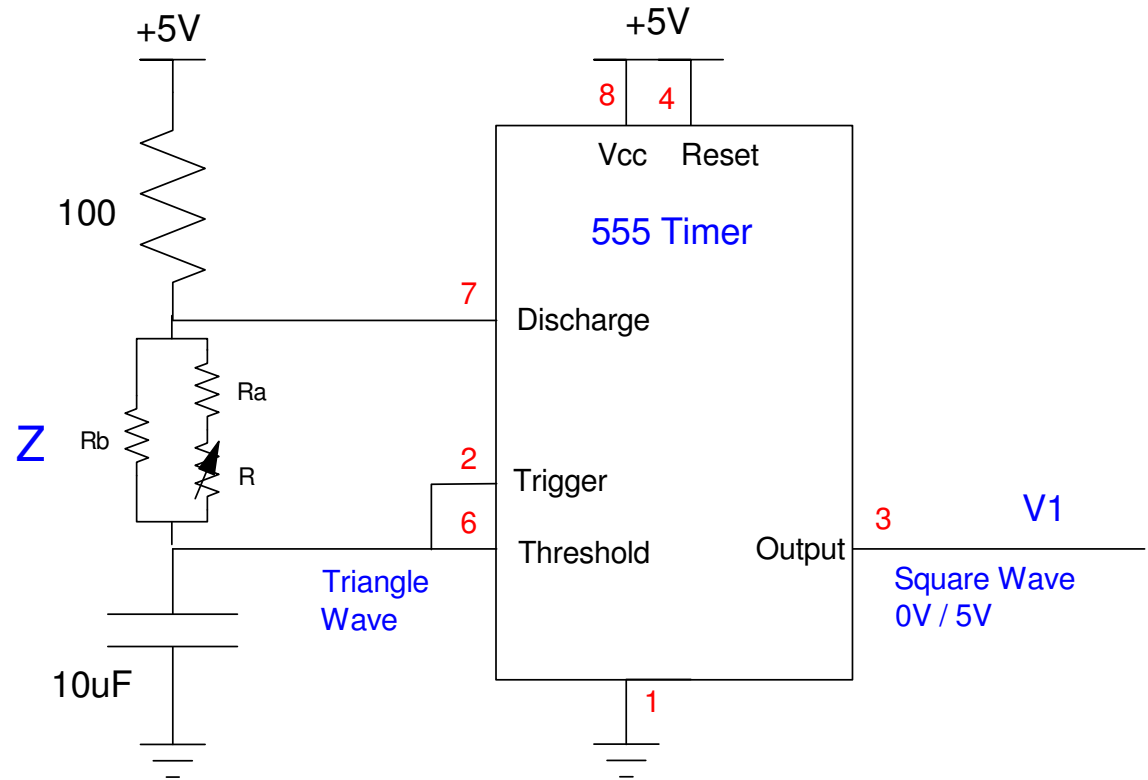 +5V
+5V
8
4
Vcc
Reset
100
555 Timer
7
Discharge
Ra
Z
Rb
R
2
Trigger
6
Threshold
3
V1
Output
Triangle
Wave
Square Wave
0V / 5V
10uF
1